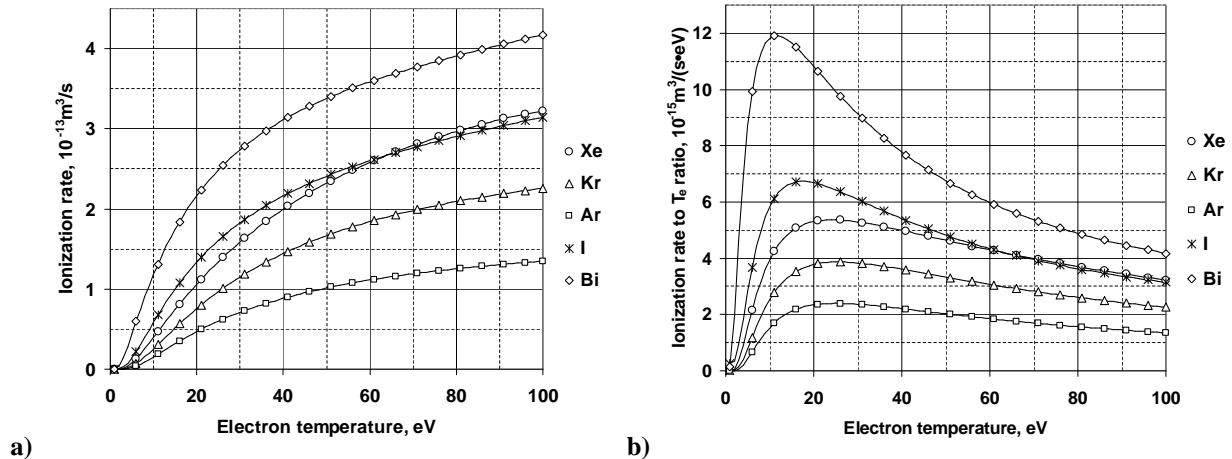 4
3
2
1
0
0 20 40 60 80 100
Ionization rate, 10⁻¹³m³/s
Electron temperature, eV
Xe
Kr
Ar
I
Bi
a)
12
10
8
6
4
2
0
0 20 40 60 80 100
Ionization rate to Tₑ ratio, 10⁻¹⁵m³/(s•eV)
Electron temperature, eV
Xe
Kr
Ar
I
Bi
b)